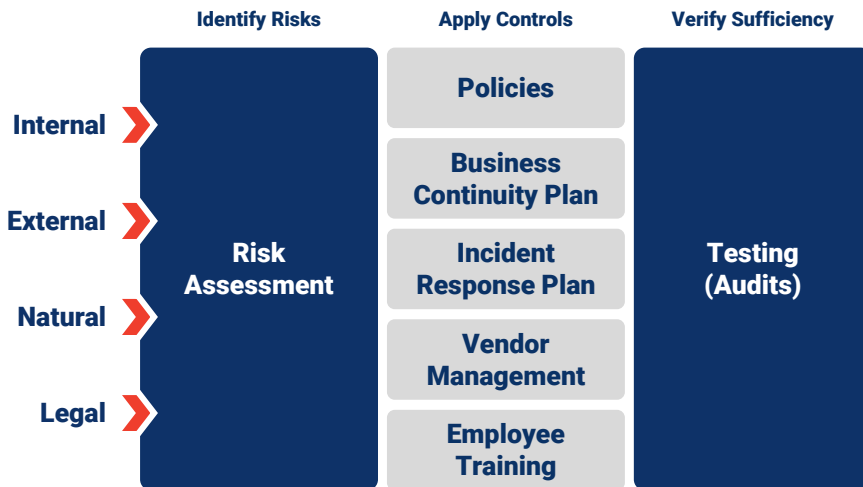 Identify Risks
Apply Controls
Verify Sufficiency
Internal
External
Natural
Legal
Risk
Assessment
Policies
Business
Continuity Plan
Incident
Response Plan
Vendor
Management
Employee
Training
Testing
(Audits)